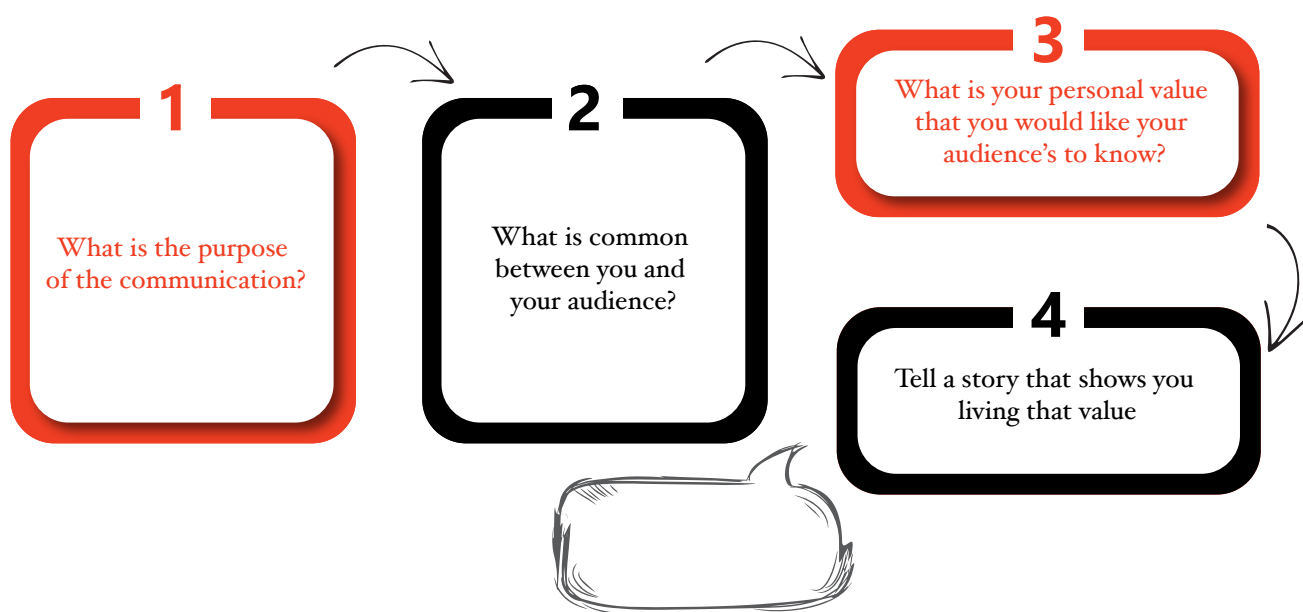 1
What is the purpose
of the communication?
2
What is common
between you and
your audience?
3
What is your personal value
that you would like your
audience’s to know?
4
Tell a story that shows you
living that value